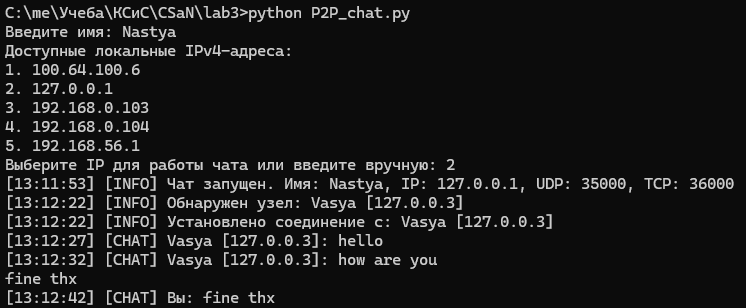 C:\me\Учеба\КСиС\CSaN\lab3>python P2P_chat.py
Введите имя: Nastya
Доступные локальные IPv4-адреса:
1. 100.64.100.6
2. 127.0.0.1
3. 192.168.0.103
4. 192.168.0.104
5. 192.168.56.1
Выберите IP для работы чата или введите вручную: 2
[13:11:53] [INFO] Чат запущен. Имя: Nastya, IP: 127.0.0.1, UDP: 35000, TCP: 36000
[13:12:22] [INFO] Обнаружен узел: Vasya [127.0.0.3]
[13:12:22] [INFO] Установлено соединение с: Vasya [127.0.0.3]
[13:12:27] [CHAT] Vasya [127.0.0.3]: hello
[13:12:32] [CHAT] Vasya [127.0.0.3]: how are you
fine thx
[13:12:42] [CHAT] Вы: fine thx